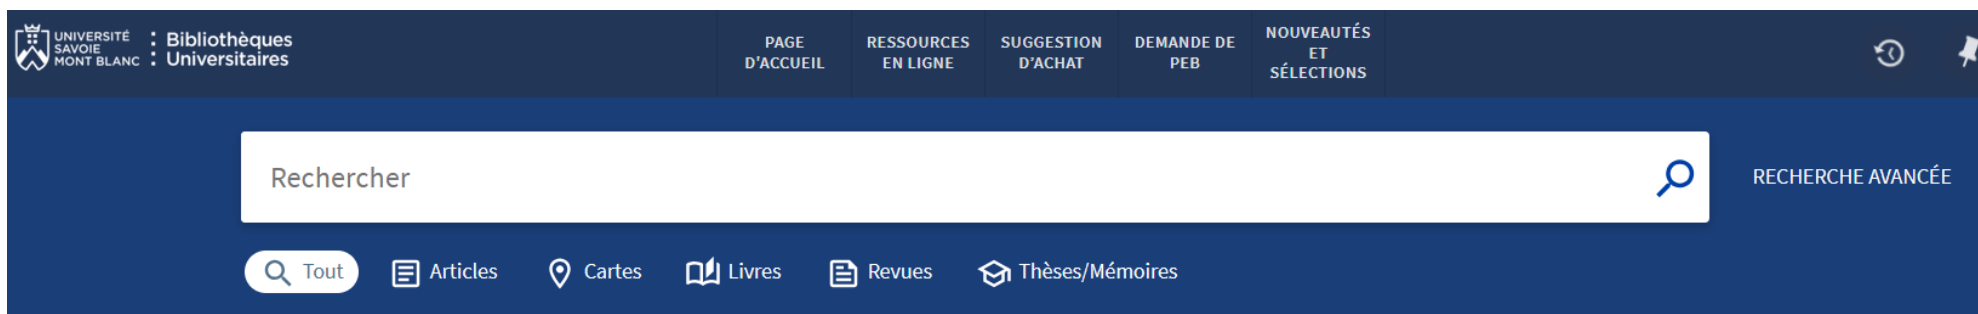 UNIVERSITÉ
SAVOIE
MONT BLANC
Bibliothèques
Universitaires
PAGE
D'ACCUEIL
RESSOURCES
EN LIGNE
SUGGESTION
D'ACHAT
DEMANDE DE
PEB
NOUVEAUTÉS
ET
SÉLECTIONS
Rechercher
RECHERCHE AVANCÉE
Tout
Articles
Cartes
Livres
Revues
Thèses/Mémoires